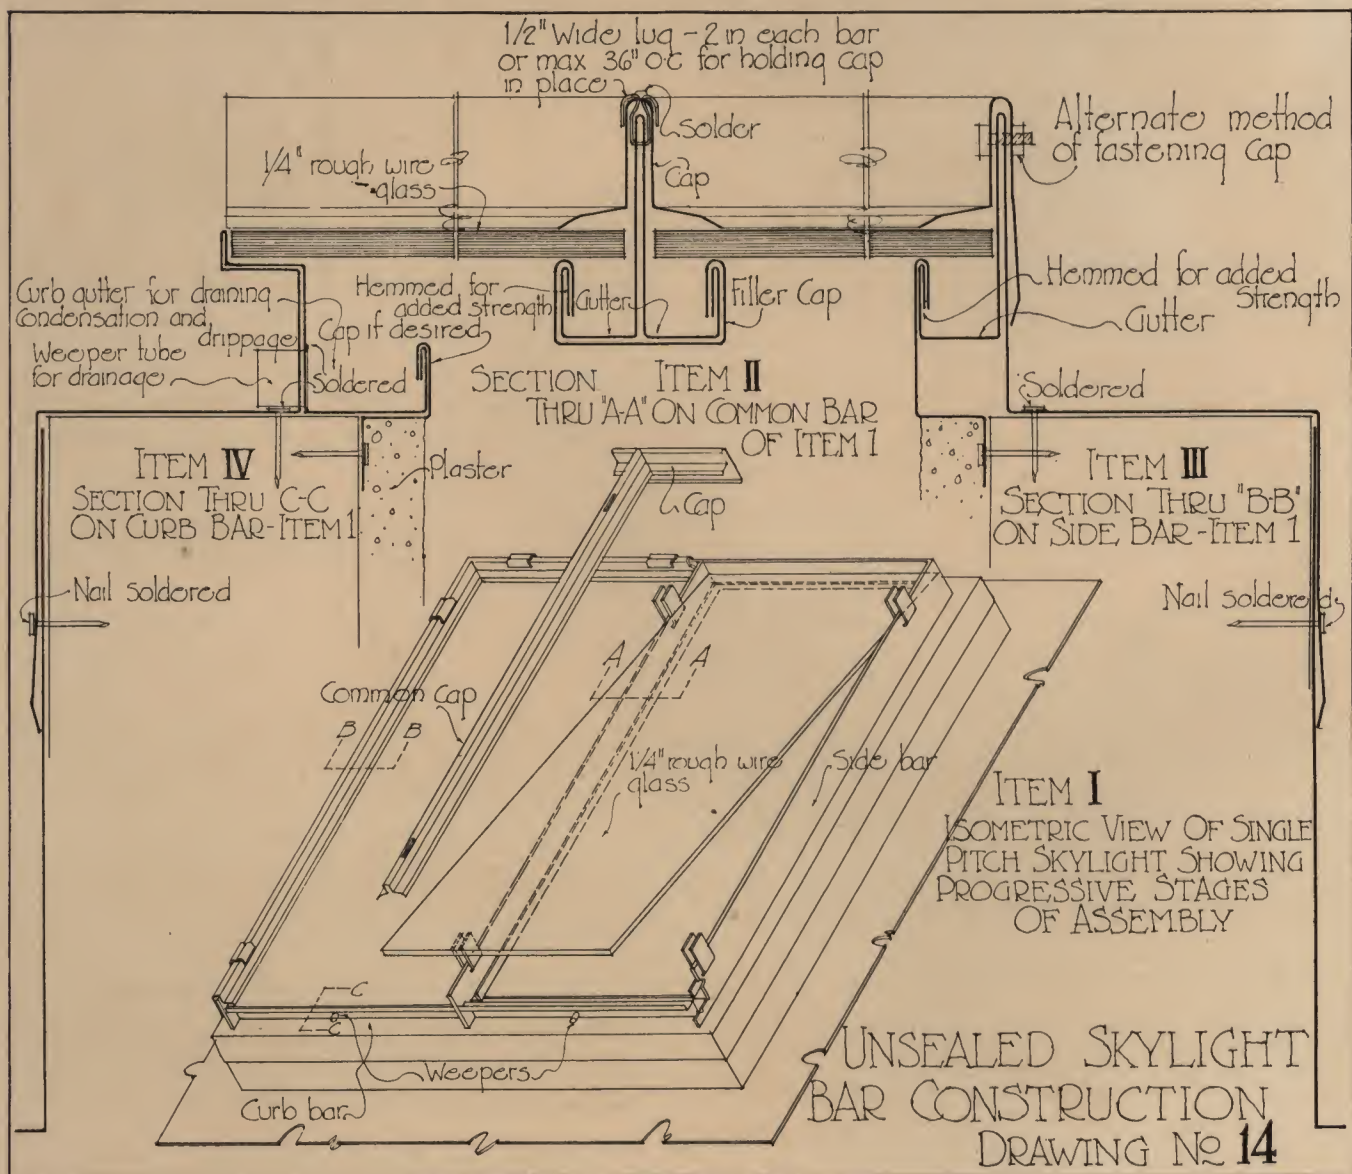 1/2" Wide lug - 2 in each bar
or max 36" o.c for holding cap
in place
Solder
Cap
1/4" rough wire
glass
Alternate method
of fastening cap
Curb gutter for draining
condensation and
drippage
Weeper tube
for drainage
Cap if desired
Soldered
Hemmed for
added strength
Gutter
Filler Cap
Hemmed for added
strength
Gutter
SECTION ITEM II
THRU "A-A" ON COMMON BAR
OF ITEM 1
Soldered
ITEM IV
SECTION THRU C-C
ON CURB BAR-ITEM 1
Plaster
Cap
ITEM III
SECTION THRU "B-B"
ON SIDE BAR-ITEM 1
Nail soldered
Nail soldered
A A
Common cap
B B
1/4" rough wire
glass
Side bar
ITEM I
ISOMETRIC VIEW OF SINGLE
PITCH SKYLIGHT SHOWING
PROGRESSIVE STAGES
OF ASSEMBLY
C
C
Weepers
Curb bar
UNSEALED SKYLIGHT
BAR CONSTRUCTION
DRAWING No 14